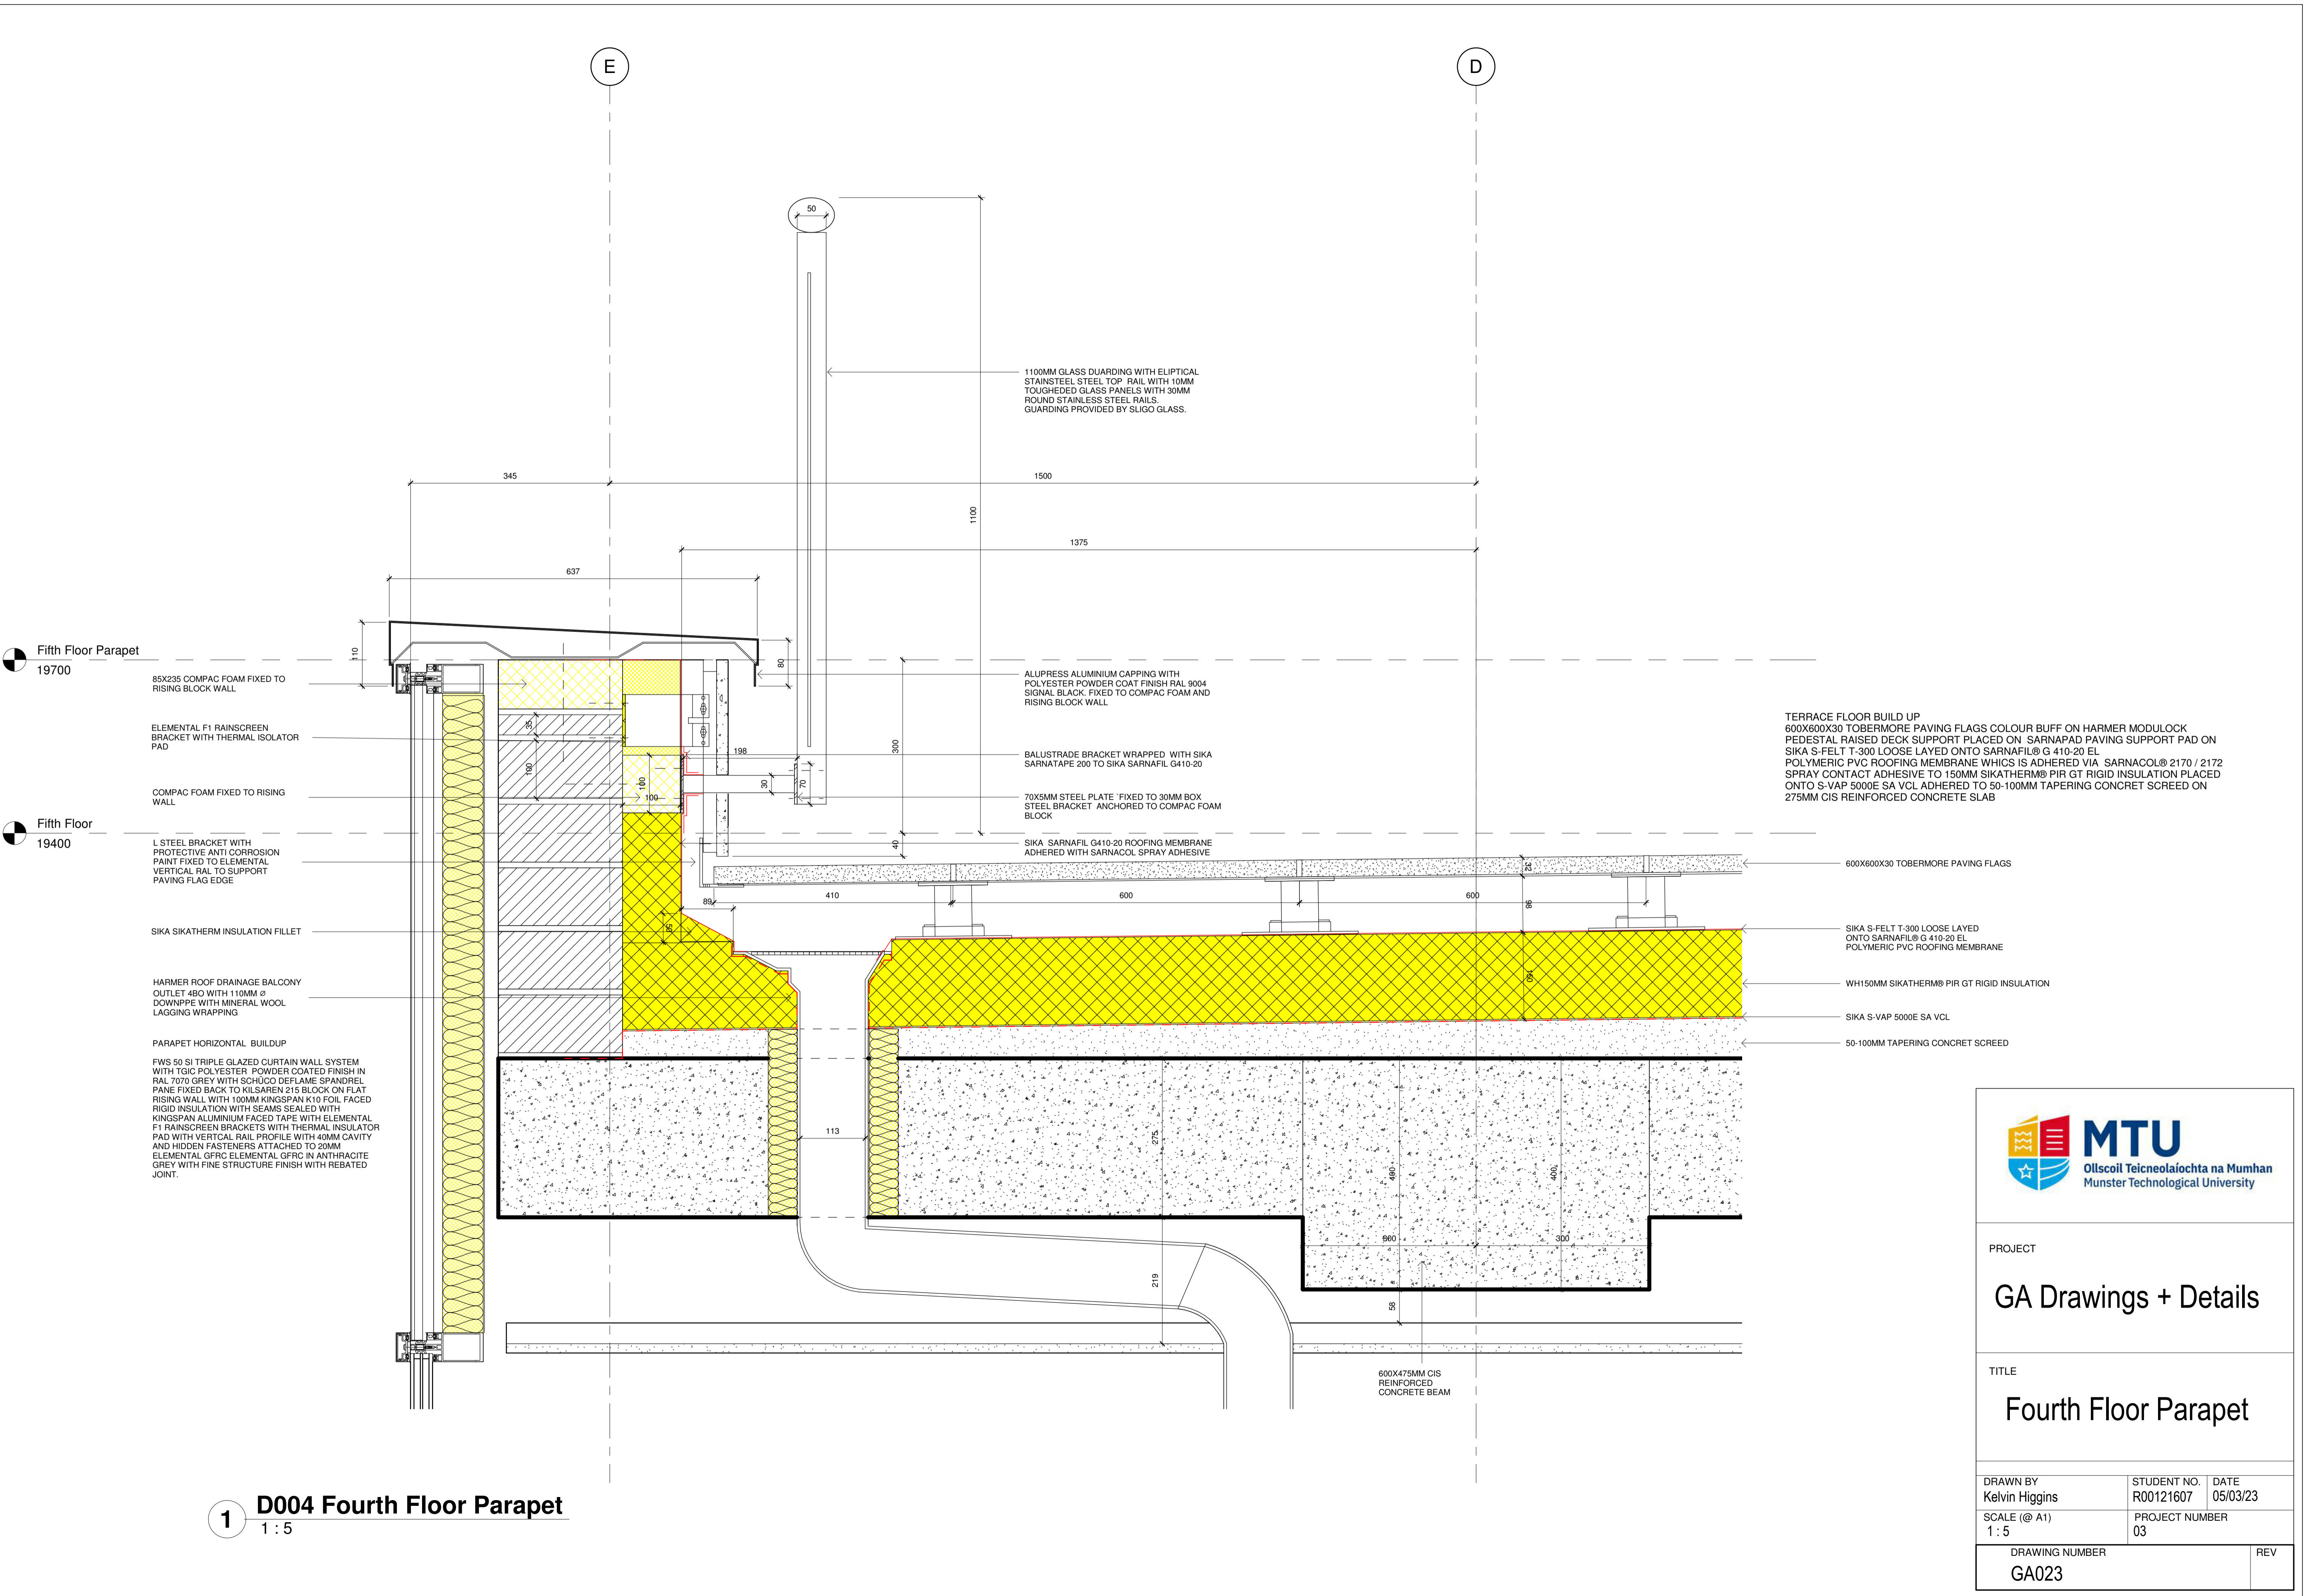 E
D
50
345
1500
1100
1375
637
110
80
1100MM GLASS DUARDING WITH ELIPTICAL
STAINSTEEL STEEL TOP RAIL WITH 10MM
TOUGHEDED GLASS PANELS WITH 30MM
ROUND STAINLESS STEEL RAILS.
GUARDING PROVIDED BY SLIGO GLASS.
Fifth Floor Parapet
19700
Fifth Floor
19400
85X235 COMPAC FOAM FIXED TO
RISING BLOCK WALL
ELEMENTAL F1 RAINSCREEN
BRACKET WITH THERMAL ISOLATOR
PAD
COMPAC FOAM FIXED TO RISING
WALL
L STEEL BRACKET WITH
PROTECTIVE ANTI CORROSION
PAINT FIXED TO ELEMENTAL
VERTICAL RAL TO SUPPORT
PAVING FLAG EDGE
SIKA SIKATHERM INSULATION FILLET
HARMER ROOF DRAINAGE BALCONY
OUTLET 4BO WITH 110MM Ø
DOWNPPE WITH MINERAL WOOL
LAGGING WRAPPING
PARAPET HORIZONTAL BUILDUP
FWS 50 SI TRIPLE GLAZED CURTAIN WALL SYSTEM
WITH TGIC POLYESTER POWDER COATED FINISH IN
RAL 7070 GREY WITH SCHÜCO DEFLAME SPANDREL
PANE FIXED BACK TO KILSAREN 215 BLOCK ON FLAT
RISING WALL WITH 100MM KINGSPAN K10 FOIL FACED
RIGID INSULATION WITH SEAMS SEALED WITH
KINGSPAN ALUMINIUM FACED TAPE WITH ELEMENTAL
F1 RAINSCREEN BRACKETS WITH THERMAL INSULATOR
PAD WITH VERTCAL RAIL PROFILE WITH 40MM CAVITY
AND HIDDEN FASTENERS ATTACHED TO 20MM
ELEMENTAL GFRC ELEMENTAL GFRC IN ANTHRACITE
GREY WITH FINE STRUCTURE FINISH WITH REBATED
JOINT.
35
190
100
100
198
30
70
300
40
89
50
410
600
600
32
98
150
113
275
219
490
400
600
300
58
ALUPRESS ALUMINIUM CAPPING WITH
POLYESTER POWDER COAT FINISH RAL 9004
SIGNAL BLACK. FIXED TO COMPAC FOAM AND
RISING BLOCK WALL
BALUSTRADE BRACKET WRAPPED WITH SIKA
SARNATAPE 200 TO SIKA SARNAFIL G410-20
70X5MM STEEL PLATE `FIXED TO 30MM BOX
STEEL BRACKET ANCHORED TO COMPAC FOAM
BLOCK
SIKA SARNAFIL G410-20 ROOFING MEMBRANE
ADHERED WITH SARNACOL SPRAY ADHESIVE
600X475MM CIS
REINFORCED
CONCRETE BEAM
TERRACE FLOOR BUILD UP
600X600X30 TOBERMORE PAVING FLAGS COLOUR BUFF ON HARMER MODULOCK
PEDESTAL RAISED DECK SUPPORT PLACED ON SARNAPAD PAVING SUPPORT PAD ON
SIKA S-FELT T-300 LOOSE LAYED ONTO SARNAFIL® G 410-20 EL
POLYMERIC PVC ROOFING MEMBRANE WHICS IS ADHERED VIA SARNACOL® 2170 / 2172
SPRAY CONTACT ADHESIVE TO 150MM SIKATHERM® PIR GT RIGID INSULATION PLACED
ONTO S-VAP 5000E SA VCL ADHERED TO 50-100MM TAPERING CONCRET SCREED ON
275MM CIS REINFORCED CONCRETE SLAB
600X600X30 TOBERMORE PAVING FLAGS
SIKA S-FELT T-300 LOOSE LAYED
ONTO SARNAFIL® G 410-20 EL
POLYMERIC PVC ROOFING MEMBRANE
WH150MM SIKATHERM® PIR GT RIGID INSULATION
SIKA S-VAP 5000E SA VCL
50-100MM TAPERING CONCRET SCREED
1
D004 Fourth Floor Parapet
1 : 5
MTU
Ollscoil Teicneolaíochta na Mumhan
Munster Technological University
PROJECT
GA Drawings + Details
TITLE
Fourth Floor Parapet
DRAWN BY
Kelvin Higgins
STUDENT NO.
R00121607
DATE
05/03/23
SCALE (@ A1)
1 : 5
PROJECT NUMBER
03
DRAWING NUMBER
GA023
REV